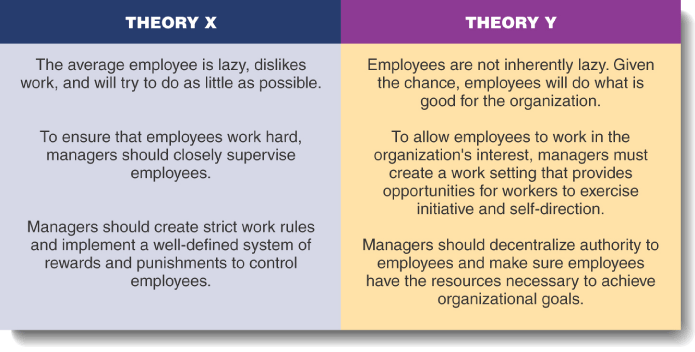 THEORY X
The average employee is lazy, dislikes
work, and will try to do as little as possible.
To ensure that employees work hard,
managers should closely supervise
employees.
Managers should create strict work rules
and implement a well-defined system of
rewards and punishments to control
employees.
THEORY Y
Employees are not inherently lazy. Given
the chance, employees will do what is
good for the organization.
To allow employees to work in the
organization's interest, managers must
create a work setting that provides
opportunities for workers to exercise
initiative and self-direction.
Managers should decentralize authority to
employees and make sure employees
have the resources necessary to achieve
organizational goals.